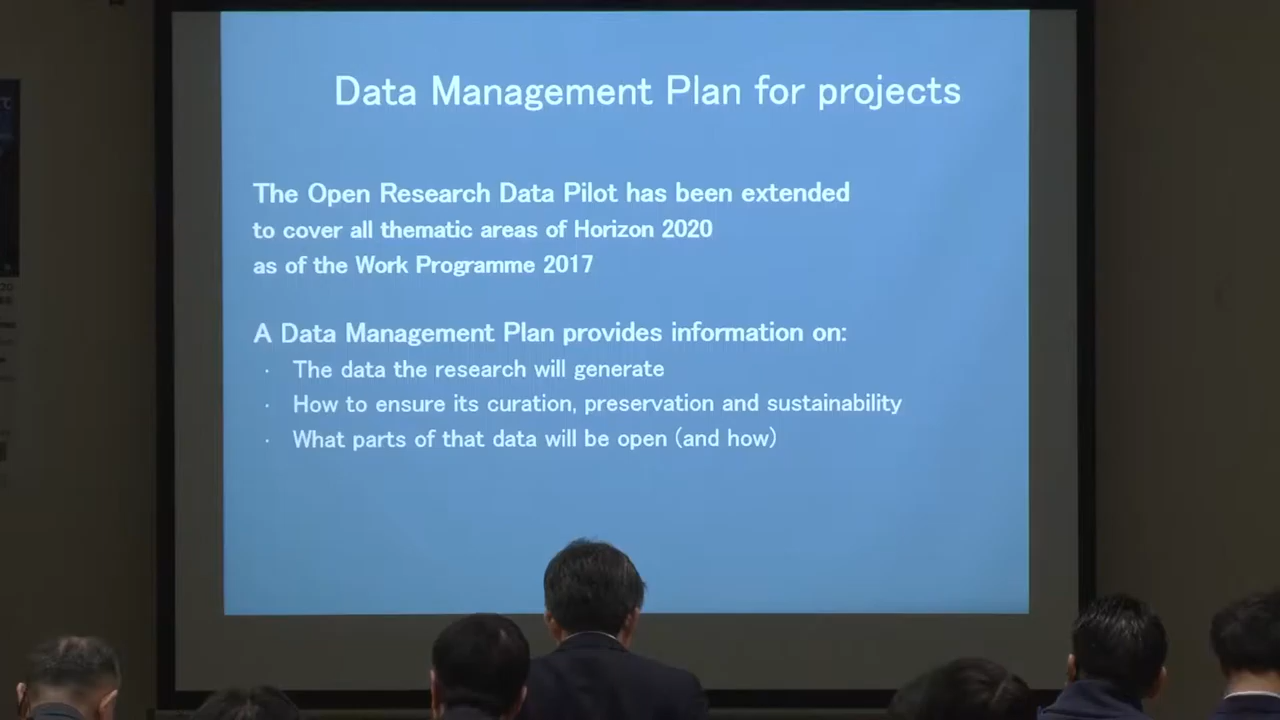 Data Management Plan for projects
The Open Research Data Pilot has been extended
to cover all thematic areas of Horizon 2020
as of the Work Programme 2017
A Data Management Plan provides information on:
· The data the research will generate
· How to ensure its curation, preservation and sustainability
· What parts of that data will be open (and how)